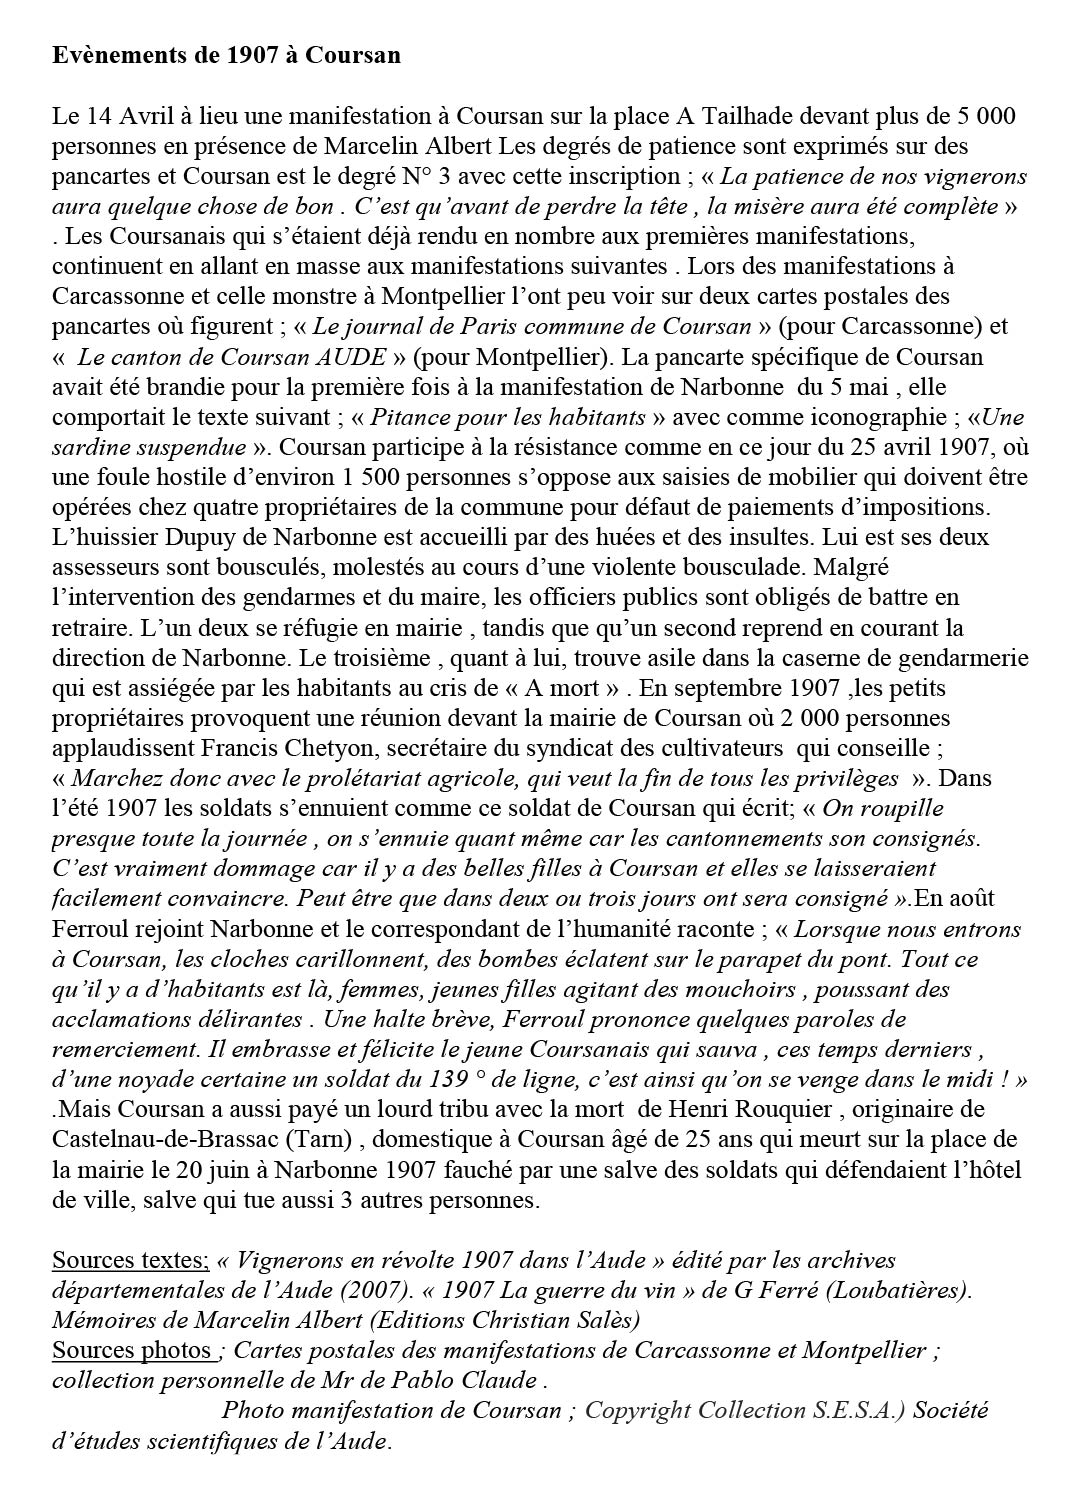 Evènements de 1907 à Coursan
Le 14 Avril à lieu une manifestation à Coursan sur la place A Tailhade devant plus de 5 000
personnes en présence de Marcelin Albert Les degrés de patience sont exprimés sur des
pancartes et Coursan est le degré N° 3 avec cette inscription ; « La patience de nos vignerons
aura quelque chose de bon . C’est qu’avant de perdre la tête , la misère aura été complète »
. Les Coursanais qui s’étaient déjà rendu en nombre aux premières manifestations,
continuent en allant en masse aux manifestations suivantes . Lors des manifestations à
Carcassonne et celle monstre à Montpellier l’ont peu voir sur deux cartes postales des
pancartes où figurent ; « Le journal de Paris commune de Coursan » (pour Carcassonne) et
«  Le canton de Coursan AUDE » (pour Montpellier). La pancarte spécifique de Coursan
avait été brandie pour la première fois à la manifestation de Narbonne  du 5 mai , elle
comportait le texte suivant ; « Pitance pour les habitants » avec comme iconographie ; «Une
sardine suspendue ». Coursan participe à la résistance comme en ce jour du 25 avril 1907, où
une foule hostile d’environ 1 500 personnes s’oppose aux saisies de mobilier qui doivent être
opérées chez quatre propriétaires de la commune pour défaut de paiements d’impositions.
L’huissier Dupuy de Narbonne est accueilli par des huées et des insultes. Lui est ses deux
assesseurs sont bousculés, molestés au cours d’une violente bousculade. Malgré
l’intervention des gendarmes et du maire, les officiers publics sont obligés de battre en
retraire. L’un deux se réfugie en mairie , tandis que qu’un second reprend en courant la
direction de Narbonne. Le troisième , quant à lui, trouve asile dans la caserne de gendarmerie
qui est assiégée par les habitants au cris de « A mort » . En septembre 1907 ,les petits
propriétaires provoquent une réunion devant la mairie de Coursan où 2 000 personnes
applaudissent Francis Chetyon, secrétaire du syndicat des cultivateurs  qui conseille ;
« Marchez donc avec le prolétariat agricole, qui veut la fin de tous les privilèges  ». Dans
l’été 1907 les soldats s’ennuient comme ce soldat de Coursan qui écrit; « On roupille
presque toute la journée , on s’ennuie quant même car les cantonnements son consignés.
C’est vraiment dommage car il y a des belles filles à Coursan et elles se laisseraient
facilement convaincre. Peut être que dans deux ou trois jours ont sera consigné ».En août
Ferroul rejoint Narbonne et le correspondant de l’humanité raconte ; « Lorsque nous entrons
à Coursan, les cloches carillonnent, des bombes éclatent sur le parapet du pont. Tout ce
qu’il y a d’habitants est là, femmes, jeunes filles agitant des mouchoirs , poussant des
acclamations délirantes . Une halte brève, Ferroul prononce quelques paroles de
remerciement. Il embrasse et félicite le jeune Coursanais qui sauva , ces temps derniers ,
d’une noyade certaine un soldat du 139 ° de ligne, c’est ainsi qu’on se venge dans le midi ! »
.Mais Coursan a aussi payé un lourd tribu avec la mort  de Henri Rouquier , originaire de
Castelnau-de-Brassac (Tarn) , domestique à Coursan âgé de 25 ans qui meurt sur la place de
la mairie le 20 juin à Narbonne 1907 fauché par une salve des soldats qui défendaient l’hôtel
de ville, salve qui tue aussi 3 autres personnes.
Sources textes; « Vignerons en révolte 1907 dans l’Aude » édité par les archives
départementales de l’Aude (2007). « 1907 La guerre du vin » de G Ferré (Loubatières).
Mémoires de Marcelin Albert (Editions Christian Salès)
Sources photos ; Cartes postales des manifestations de Carcassonne et Montpellier ;
collection personnelle de Mr de Pablo Claude .
Photo manifestation de Coursan ; Copyright Collection S.E.S.A.) Société
d’études scientifiques de l’Aude.